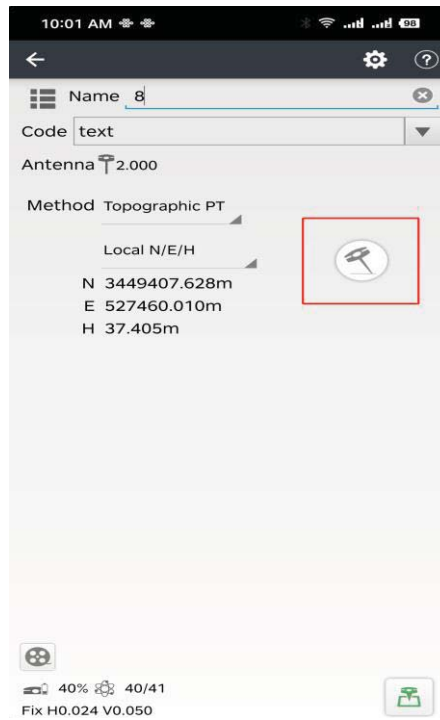 10:01 AM 98
?
Name 8
Code text
Antenna 2.000
Method Topographic PT
Local N/E/H
N 3449407.628m
E 527460.010m
H 37.405m
40% 40/41
Fix H0.024 V0.050